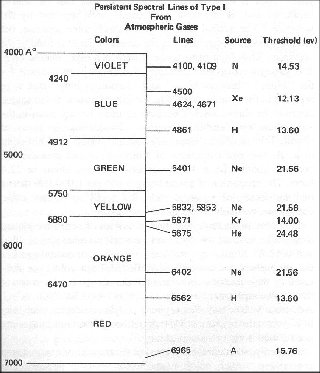 Persistent Spectral Lines of Type I
From
Atmospheric Gases
Colors Lines Source Threshold (ev)
4000 A°
VIOLET 4100, 4109 N 14.53
4240
4500
Xe 12.13
BLUE 4624, 4671
4861 H 13.60
4912
5000
GREEN 5401 Ne 21.56
5750
YELLOW 5832, 5853 Ne 21.56
5850 5871 Kr 14.00
5875 He 24.48
6000
ORANGE
6402 Ne 21.56
6470
6562 H 13.60
RED
6965 A 15.76
7000